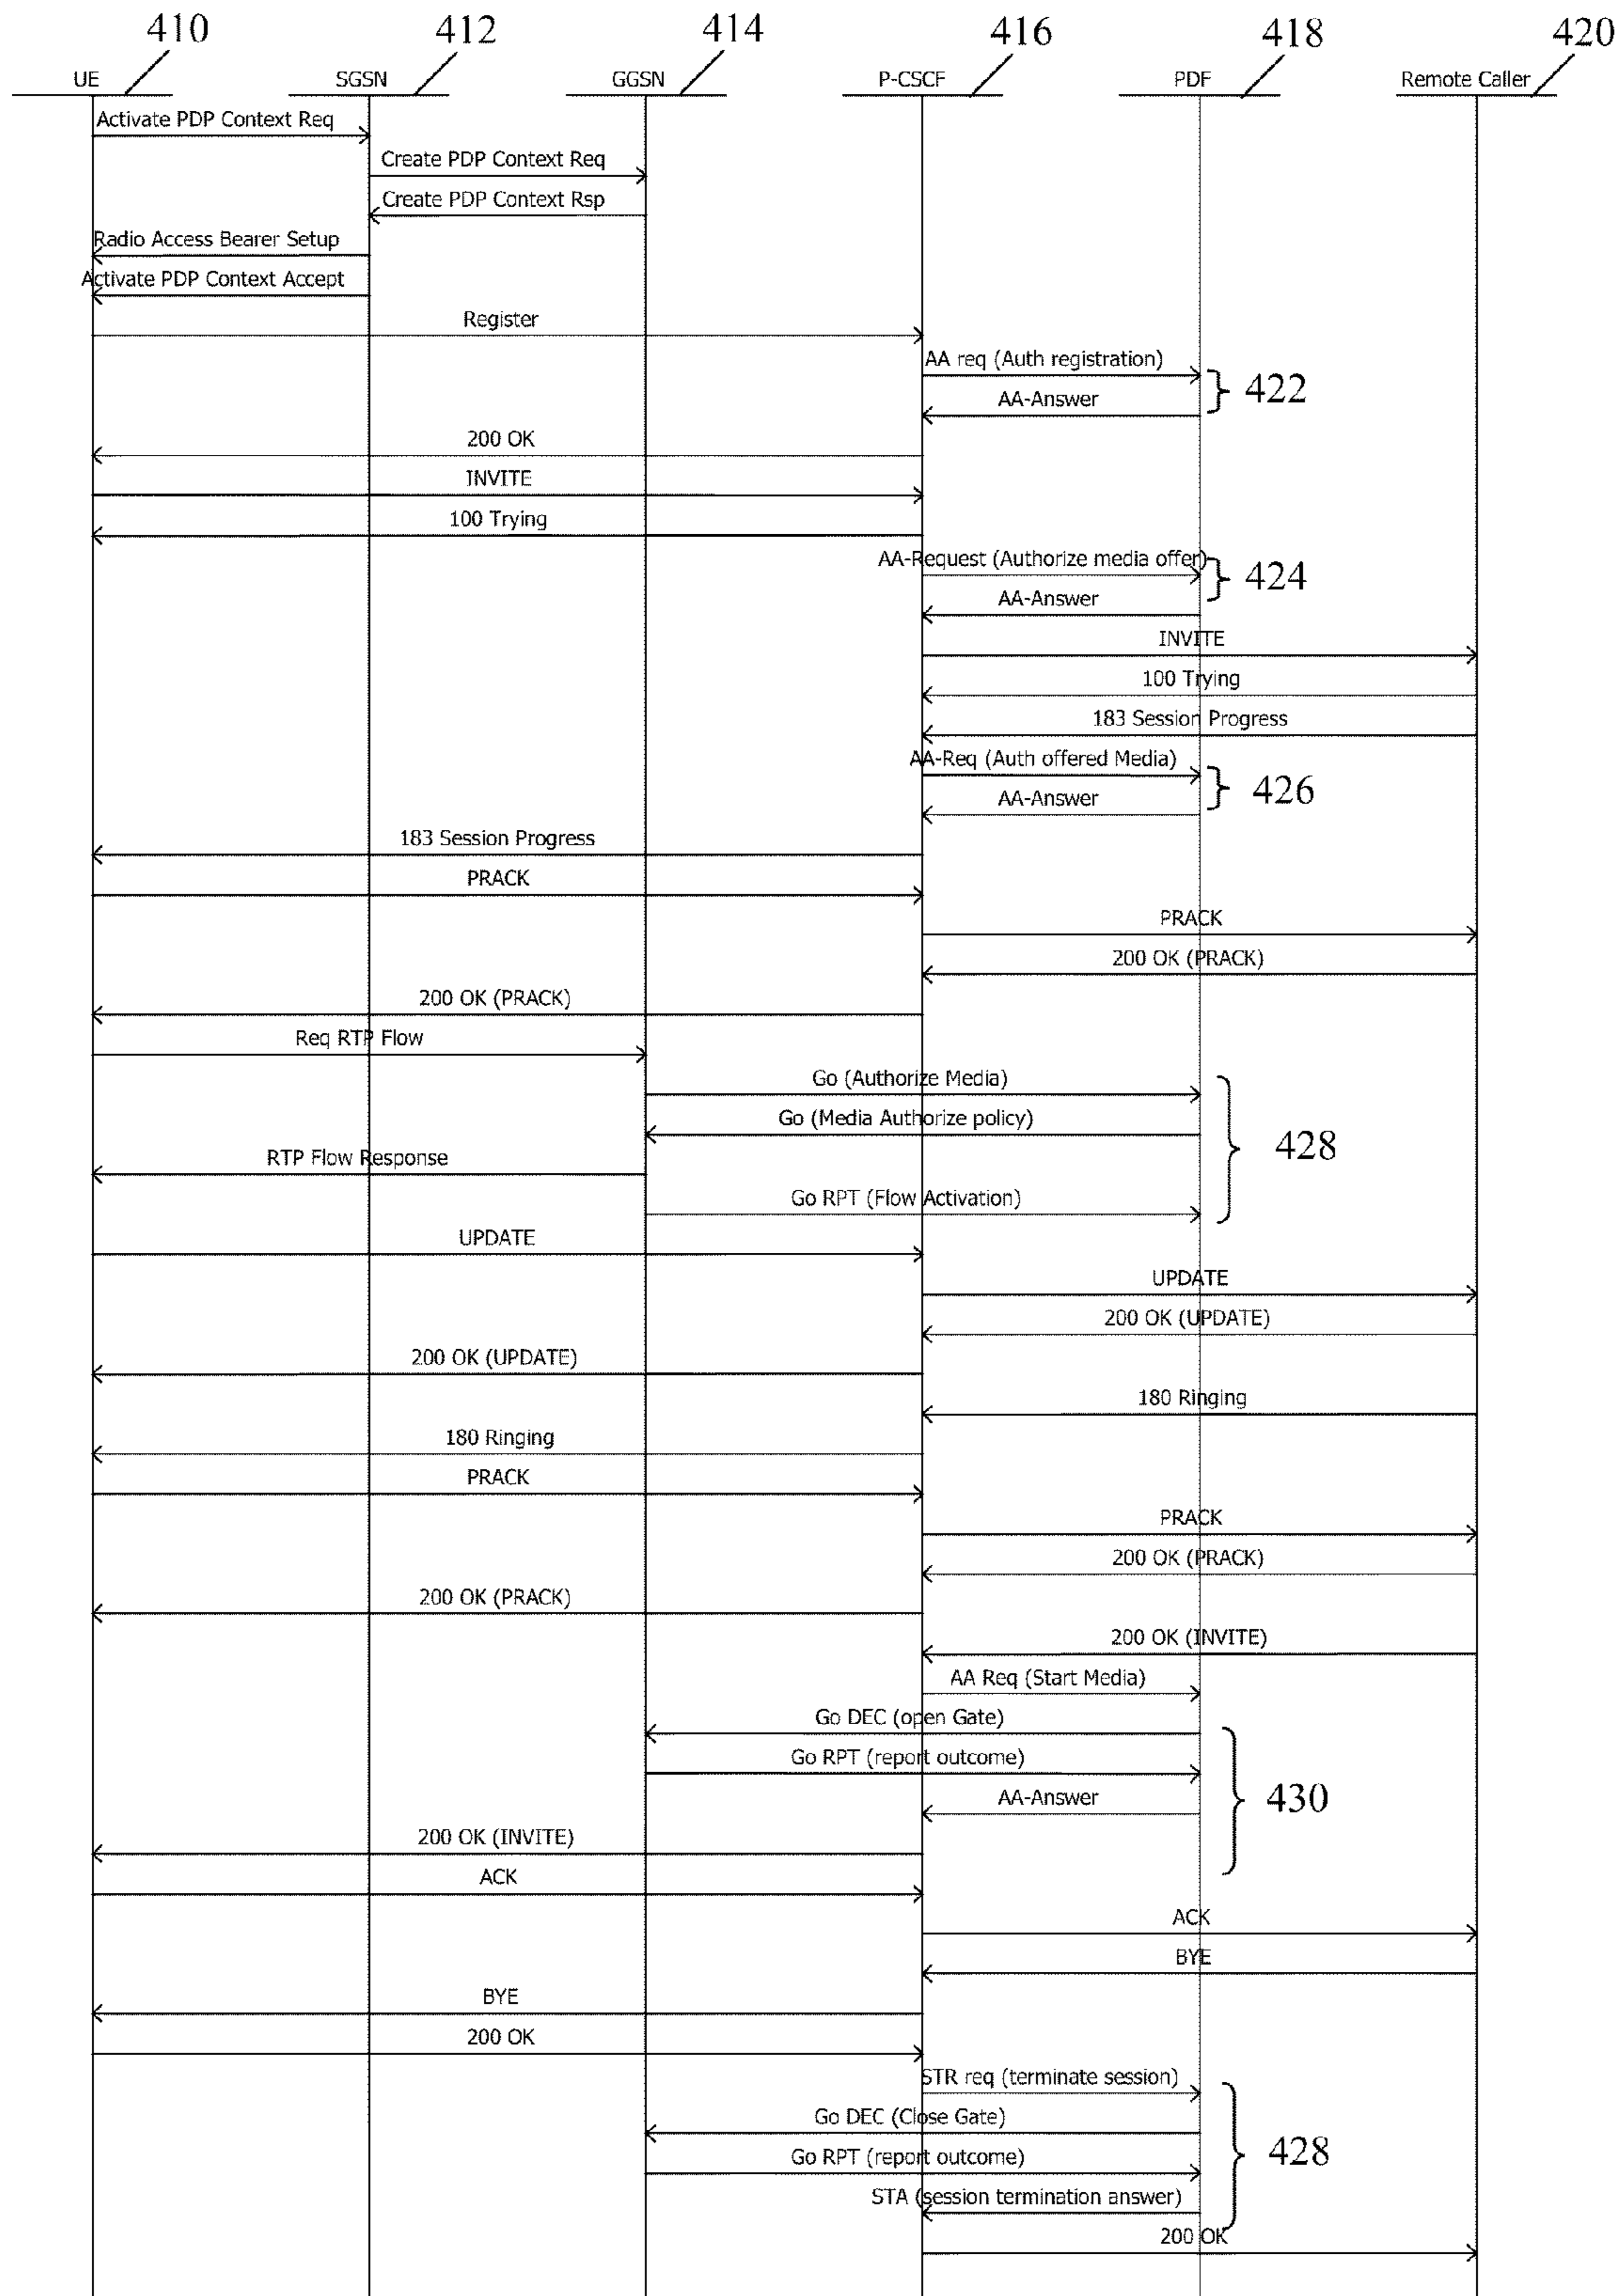 410
412
414
416
418
420
UE
SGSN
GGSN
P-CSCF
PDF
Remote Caller
Activate PDP Context Req
Create PDP Context Req
Create PDP Context Rsp
Radio Access Bearer Setup
Activate PDP Context Accept
Register
AA req (Auth registration)
422
AA-Answer
200 OK
INVITE
100 Trying
AA-Request (Authorize media offer)
424
AA-Answer
INVITE
100 Trying
183 Session Progress
AA-Req (Auth offered Media)
426
AA-Answer
183 Session Progress
PRACK
PRACK
200 OK (PRACK)
200 OK (PRACK)
Req RTP Flow
Go (Authorize Media)
Go (Media Authorize policy)
428
RTP Flow Response
Go RPT (Flow Activation)
UPDATE
UPDATE
200 OK (UPDATE)
200 OK (UPDATE)
180 Ringing
180 Ringing
PRACK
PRACK
200 OK (PRACK)
200 OK (PRACK)
200 OK (INVITE)
AA Req (Start Media)
Go DEC (open Gate)
Go RPT (report outcome)
430
AA-Answer
200 OK (INVITE)
ACK
ACK
BYE
BYE
200 OK
STR req (terminate session)
Go DEC (Close Gate)
428
Go RPT (report outcome)
STA (session termination answer)
200 OK